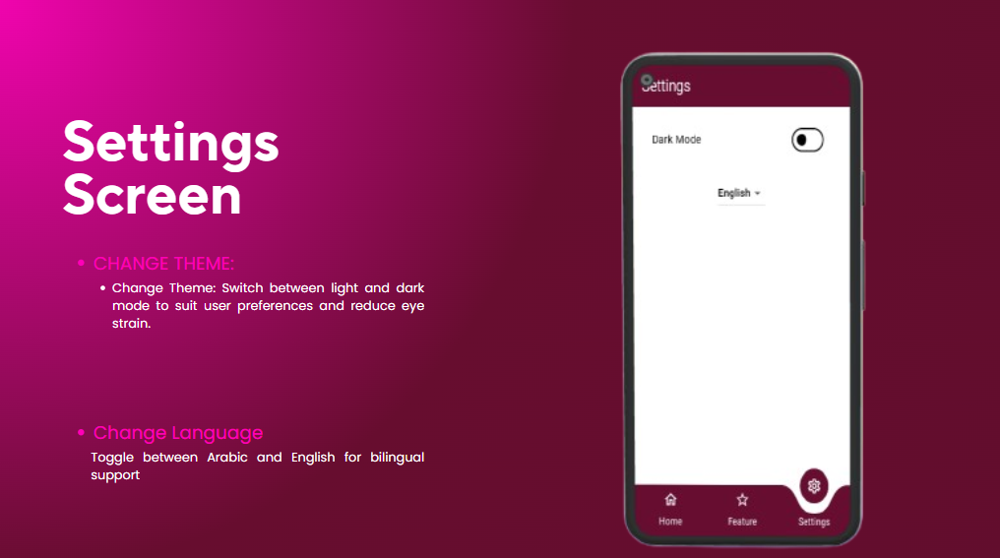 Settings
Screen
• CHANGE THEME:
• Change Theme: Switch between light and dark
mode to suit user preferences and reduce eye
strain.
• Change Language
Toggle between Arabic and English for bilingual
support
Settings
Dark Mode
English
Home
Feature
Settings